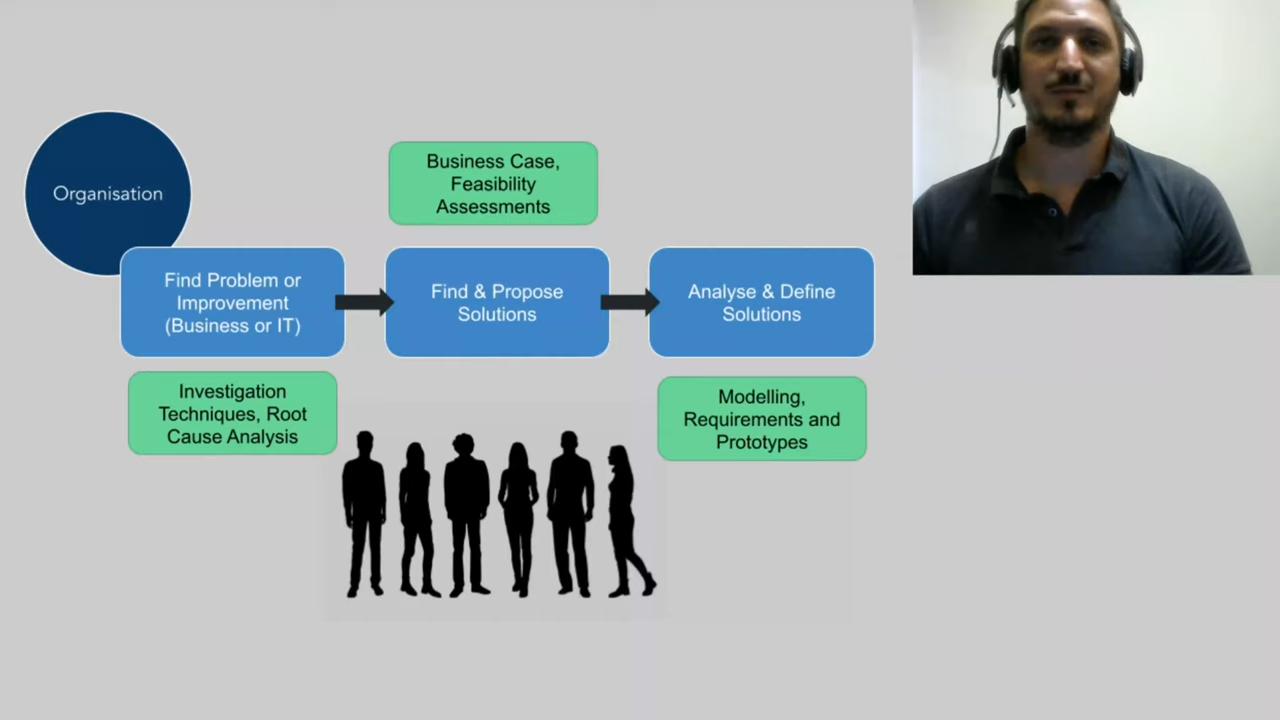 Organisation
Business Case,
Feasibility
Assessments
Find Problem or
Improvement
(Business or IT)
Find & Propose
Solutions
Analyse & Define
Solutions
Investigation
Techniques, Root
Cause Analysis
Modelling,
Requirements and
Prototypes